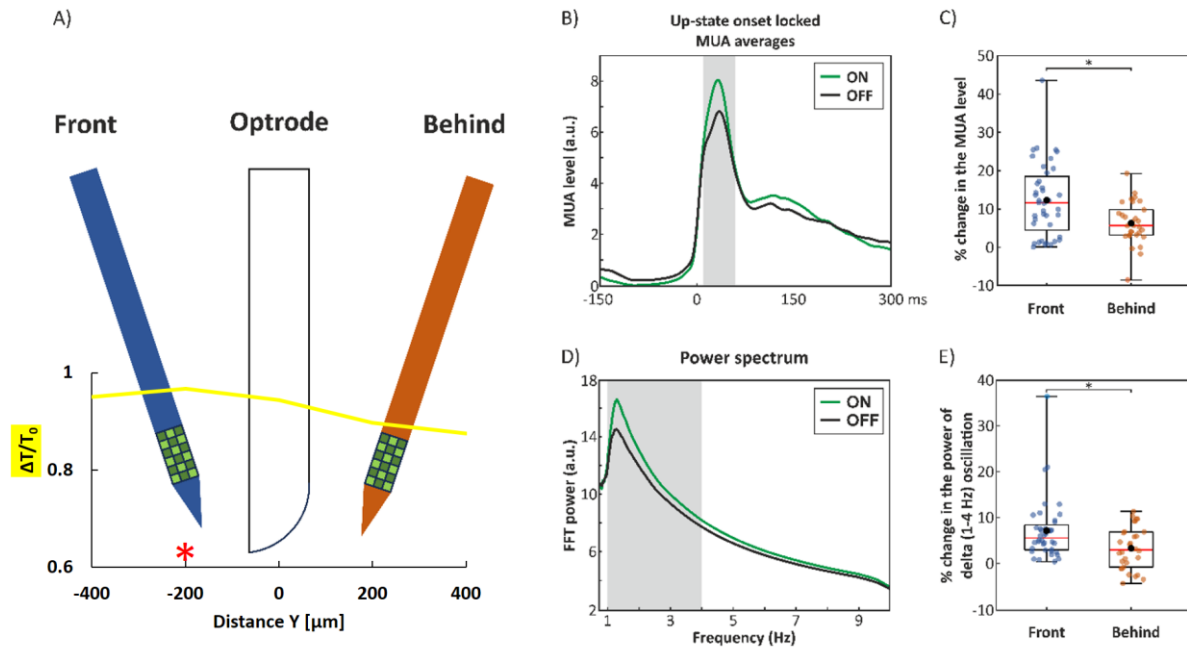 A)
Front
Optrode
Behind
1
0.8
0.6
ΔT/T₀
*
-400
-200
0
200
400
Distance Y [µm]
B)
Up-state onset locked
MUA averages
ON
OFF
MUA level (a.u.)
8
6
4
2
0
-150
0
150
300 ms
C)
% change in the MUA level
50
40
30
20
10
0
-10
*
Front
Behind
D)
Power spectrum
ON
OFF
FFT power (a.u.)
18
14
10
6
2
1
3
5
7
9
Frequency (Hz)
E)
% change in the power of
delta (1-4 Hz) oscillation
40
30
20
10
0
-10
*
Front
Behind